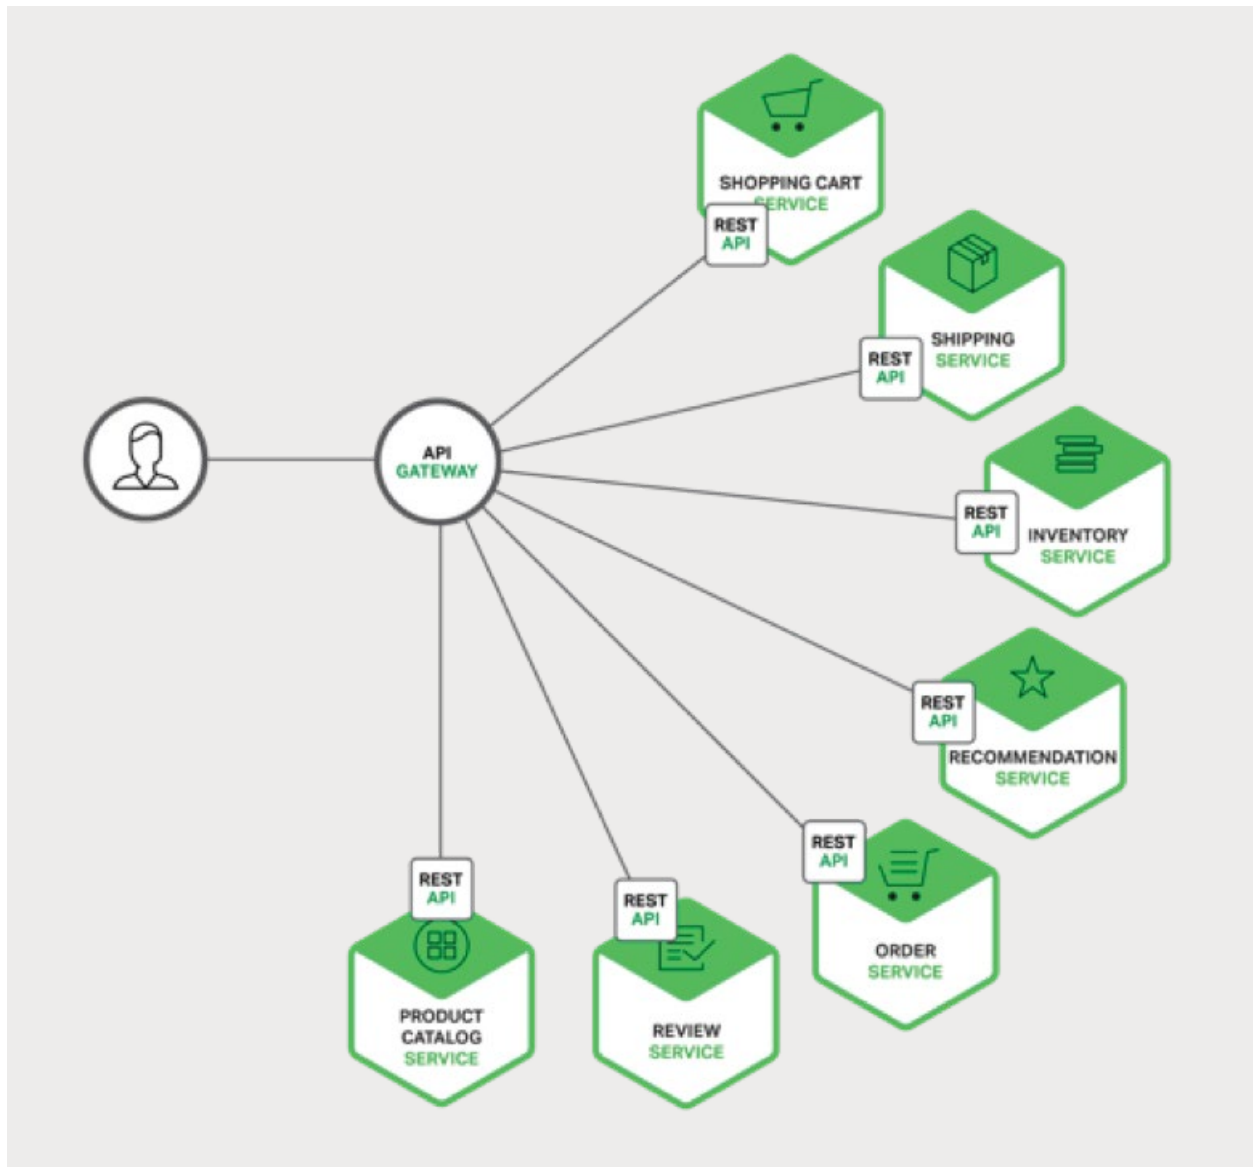 SHOPPING CART
SERVICE
REST
API
SHIPPING
SERVICE
REST
API
API
GATEWAY
INVENTORY
SERVICE
REST
API
RECOMMENDATION
SERVICE
REST
API
ORDER
SERVICE
REST
API
REVIEW
SERVICE
REST
API
PRODUCT
CATALOG
SERVICE
REST
API